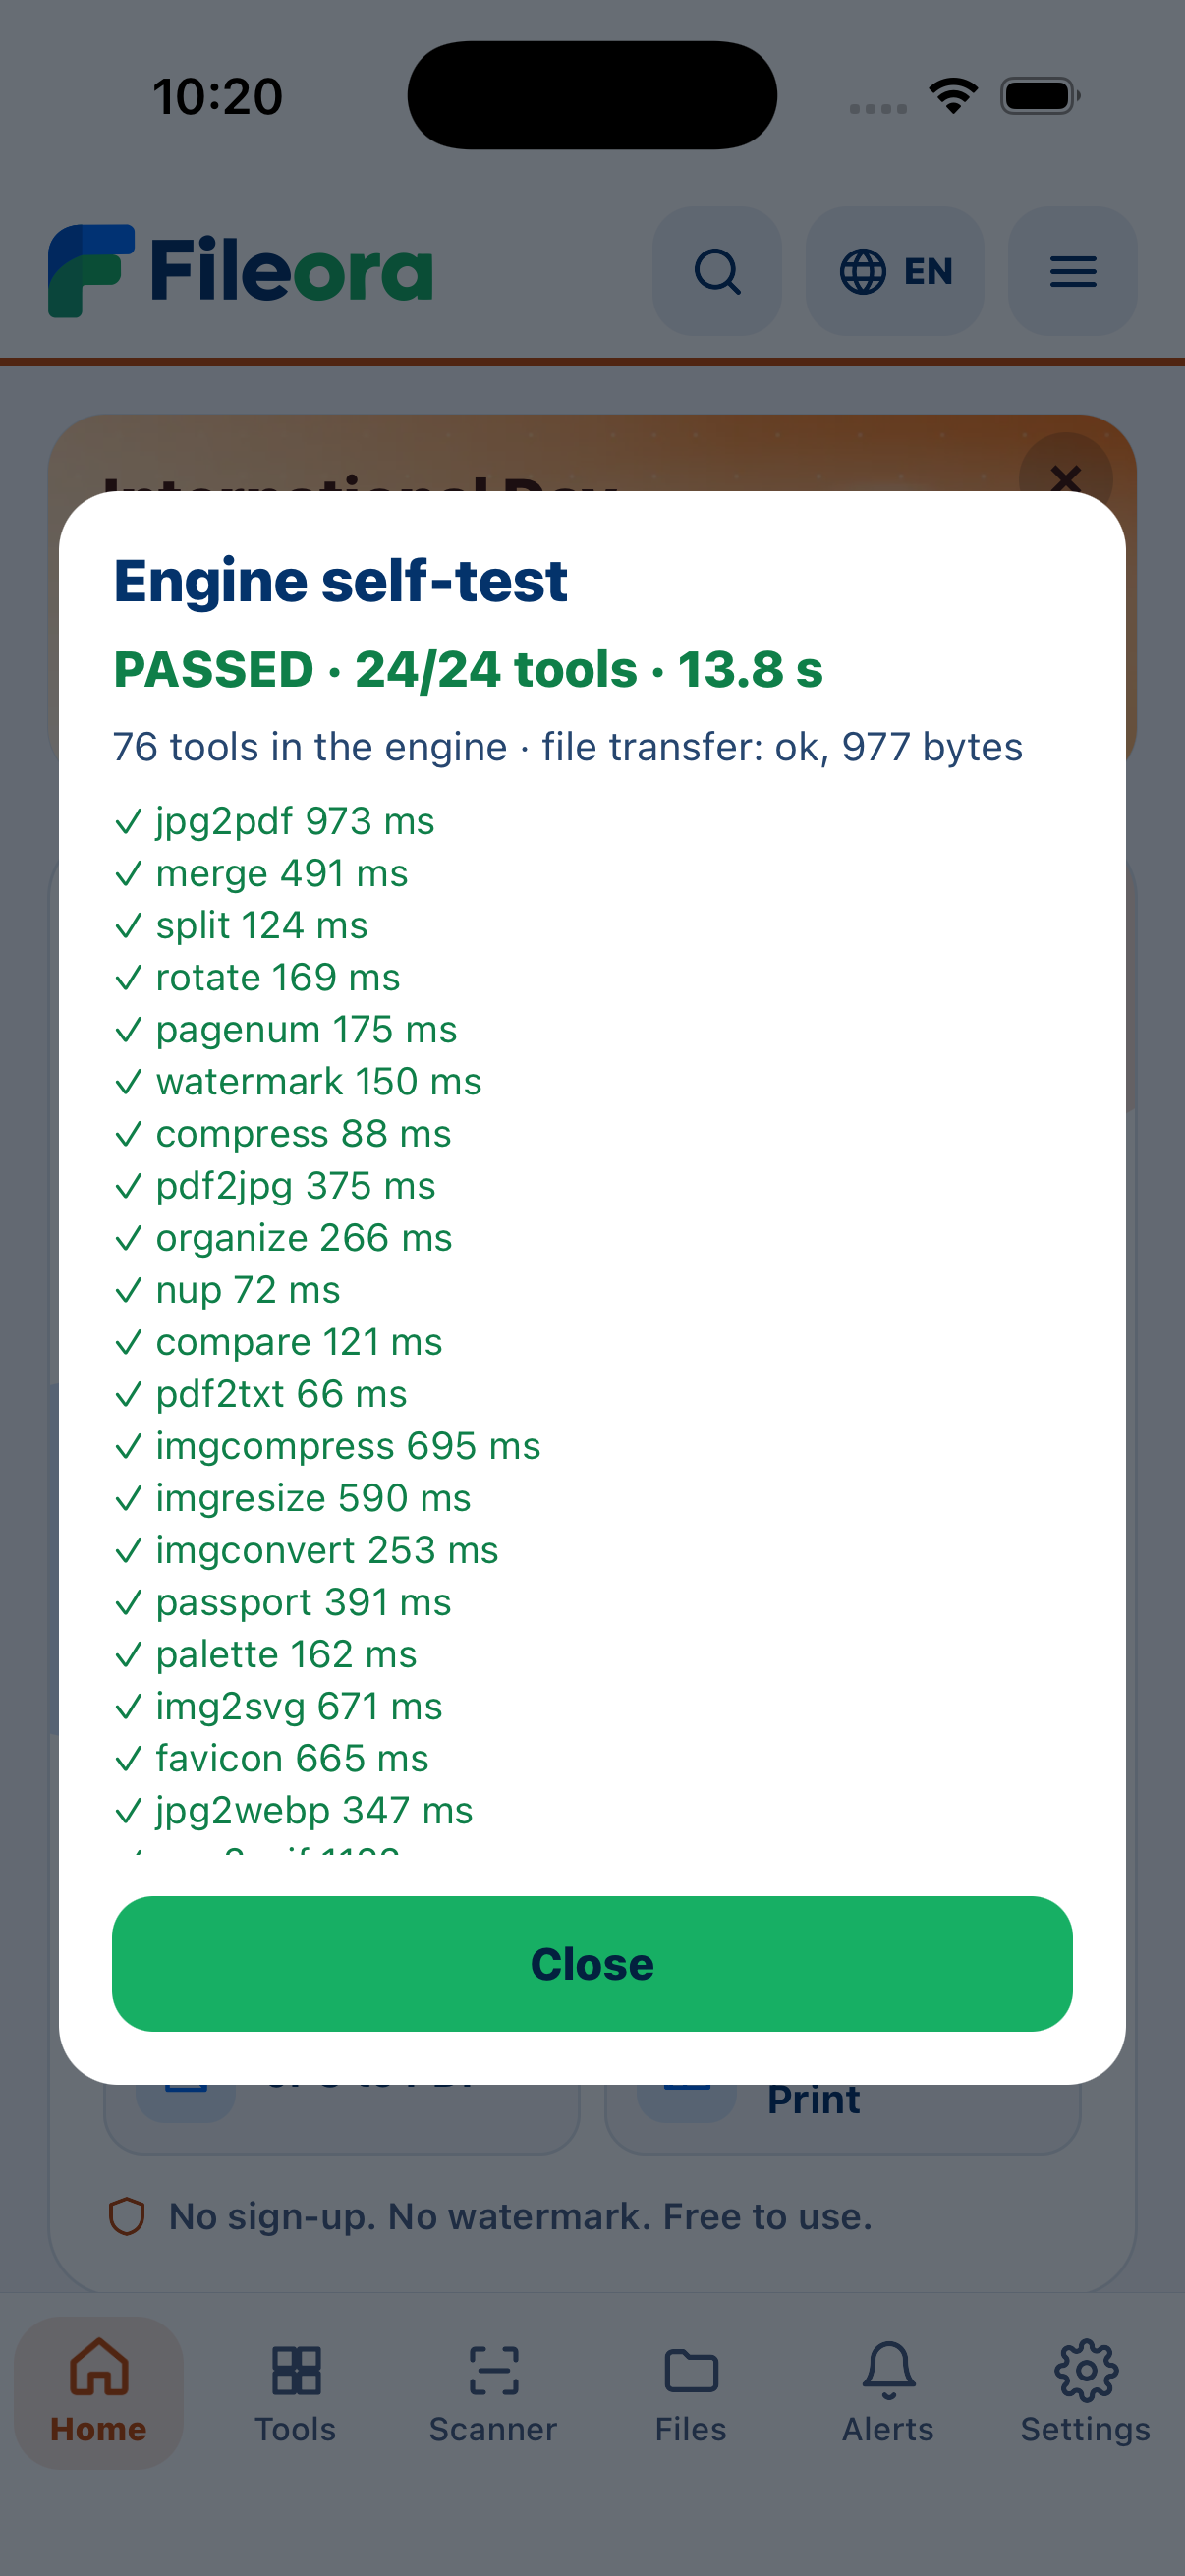 10:20
Fileora
EN
International Day
Engine self-test
PASSED · 24/24 tools · 13.8 s
76 tools in the engine · file transfer: ok, 977 bytes
✓ jpg2pdf 973 ms
✓ merge 491 ms
✓ split 124 ms
✓ rotate 169 ms
✓ pagenum 175 ms
✓ watermark 150 ms
✓ compress 88 ms
✓ pdf2jpg 375 ms
✓ organize 266 ms
✓ nup 72 ms
✓ compare 121 ms
✓ pdf2txt 66 ms
✓ imgcompress 695 ms
✓ imgresize 590 ms
✓ imgconvert 253 ms
✓ passport 391 ms
✓ palette 162 ms
✓ img2svg 671 ms
✓ favicon 665 ms
✓ jpg2webp 347 ms
Close
Print
No sign-up. No watermark. Free to use.
Home
Tools
Scanner
Files
Alerts
Settings